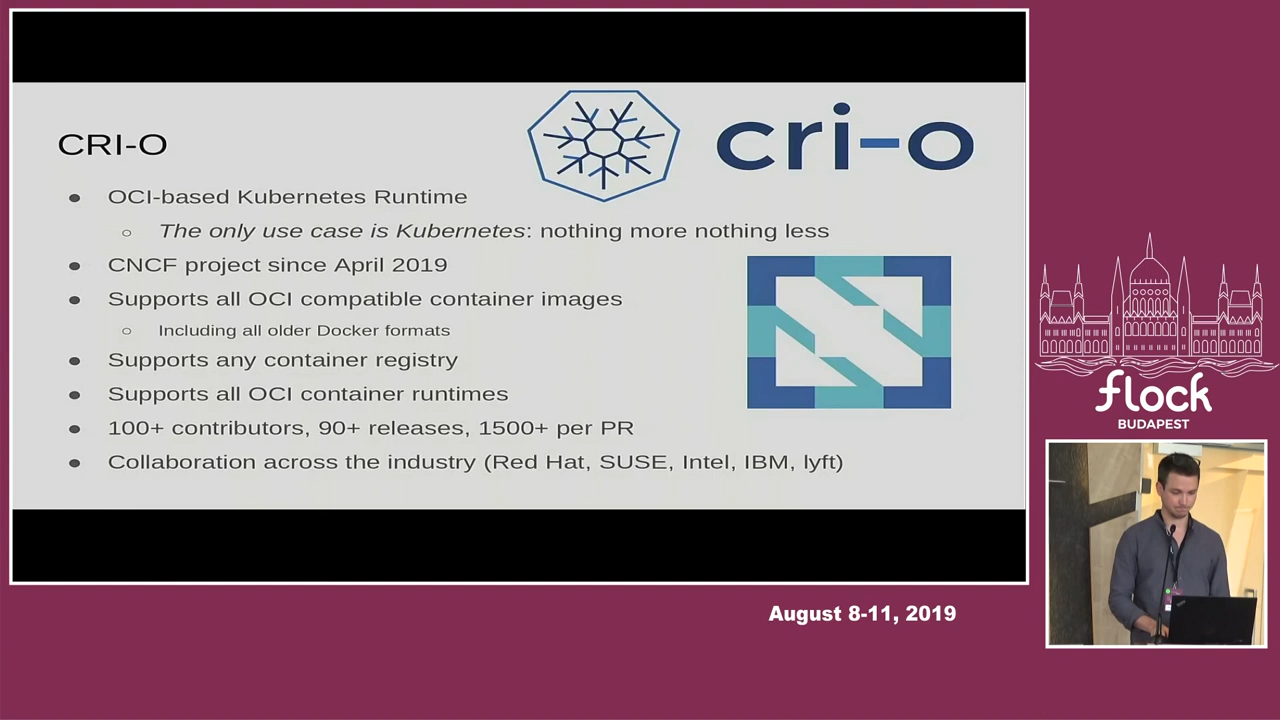 CRI-O
cri-o
● OCI-based Kubernetes Runtime
○ The only use case is Kubernetes: nothing more nothing less
● CNCF project since April 2019
● Supports all OCI compatible container images
○ Including all older Docker formats
● Supports any container registry
● Supports all OCI container runtimes
● 100+ contributors, 90+ releases, 1500+ per PR
● Collaboration across the industry (Red Hat, SUSE, Intel, IBM, lyft)
flock
BUDAPEST
August 8-11, 2019